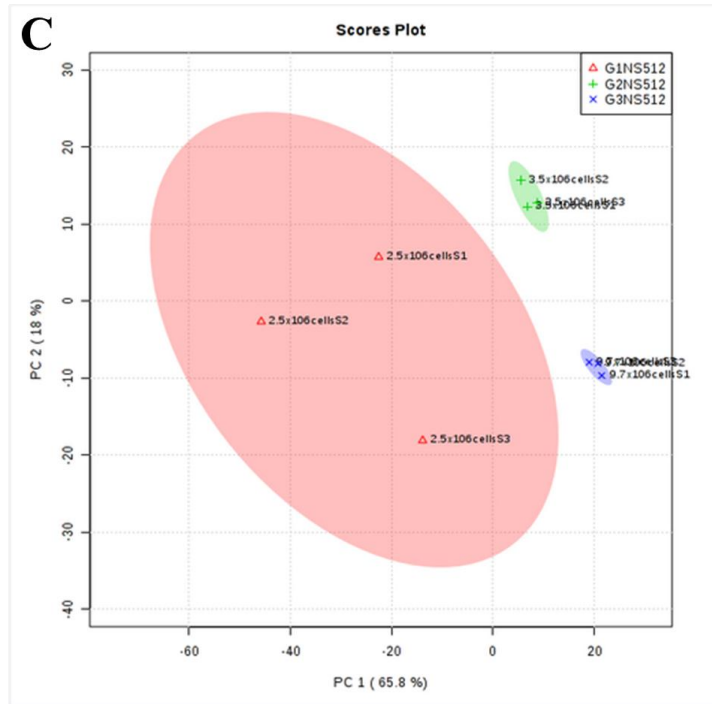 C
Scores Plot
G1NS512
G2NS512
G3NS512
30
20
10
0
-10
-20
-30
-40
PC 2 ( 18 %)
3.5x106cellsS2
2.5x106cellsS1
2.5x106cellsS2
9.7x106cellsS1
2.5x106cellsS3
-60
-40
-20
0
20
PC 1 ( 65.8 %)